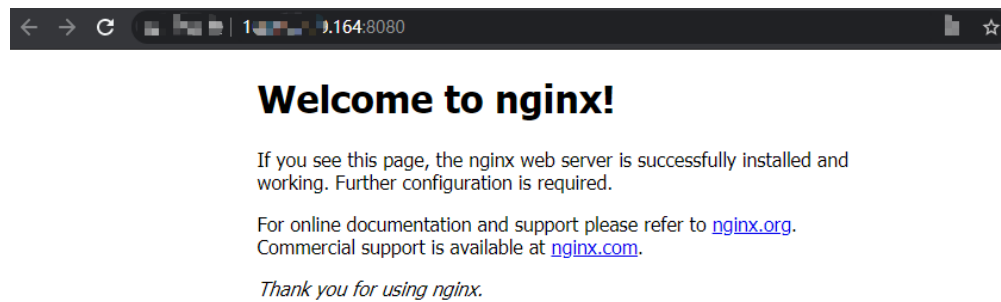 .164:8080
Welcome to nginx!
If you see this page, the nginx web server is successfully installed and
working. Further configuration is required.
For online documentation and support please refer to nginx.org.
Commercial support is available at nginx.com.
Thank you for using nginx.